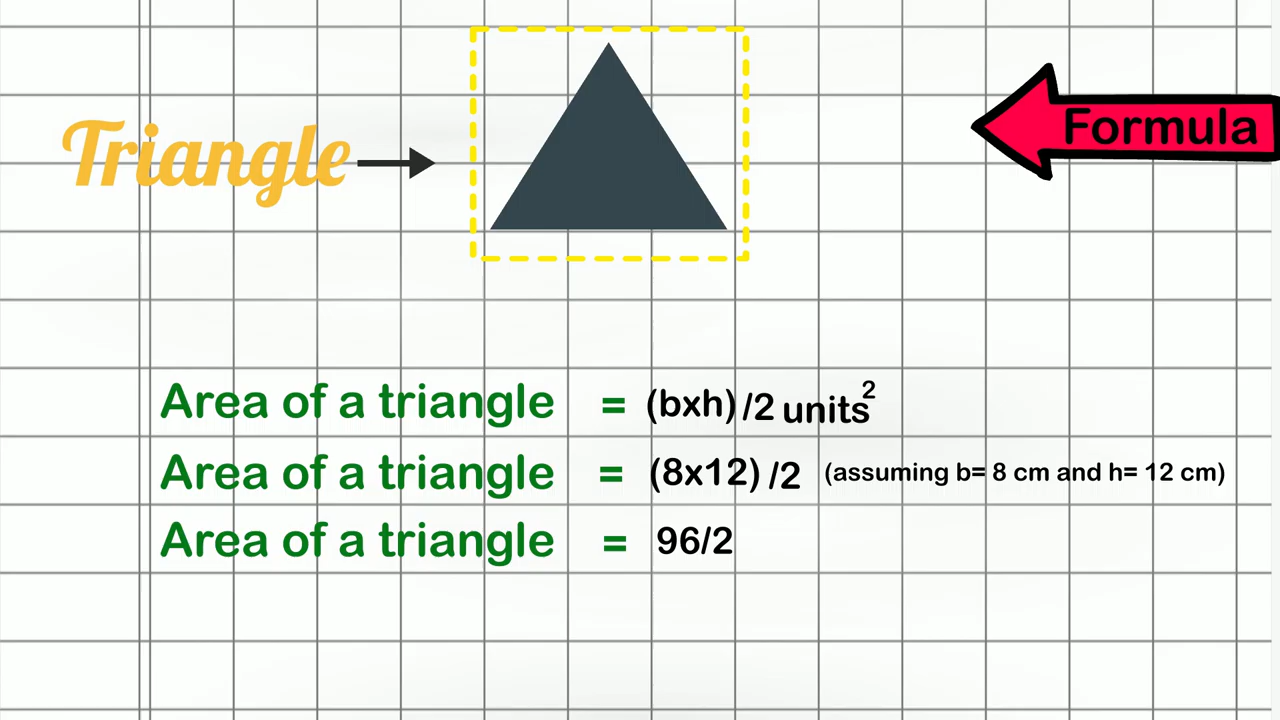 Triangle
Formula
Area of a triangle = (bxh)/2 units²
Area of a triangle = (8x12)/2 (assuming b= 8 cm and h= 12 cm)
Area of a triangle = 96/2